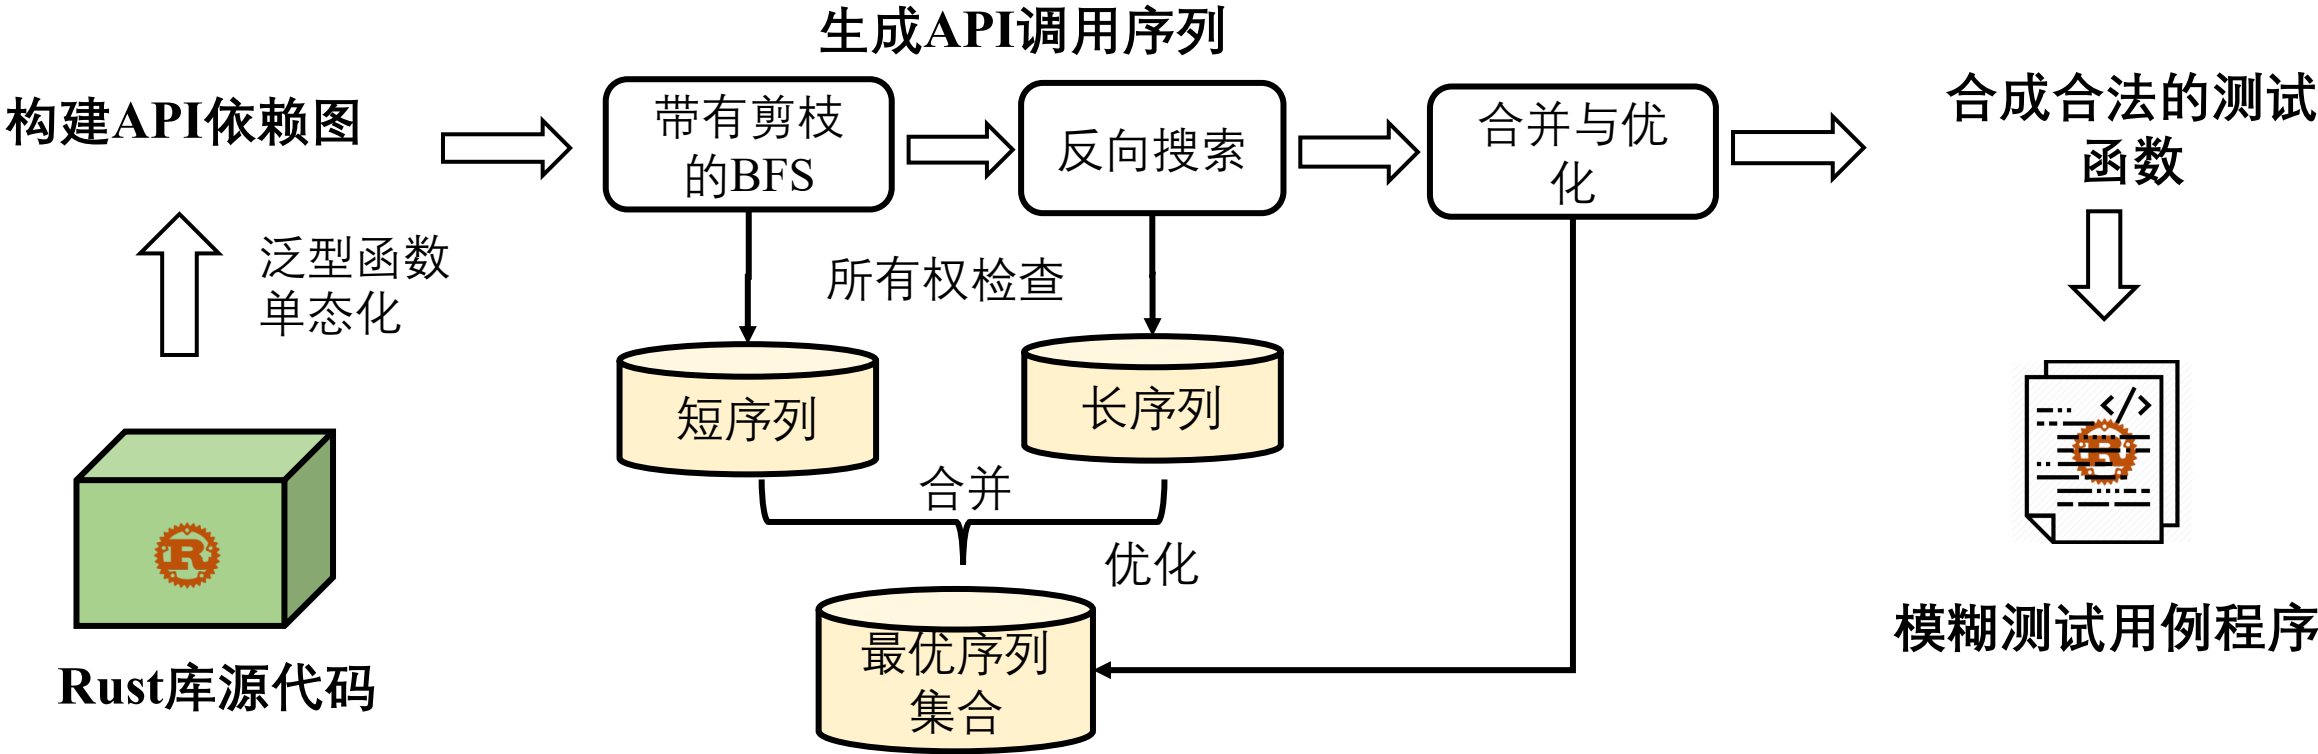 生成API调用序列
构建API依赖图
带有剪枝
的BFS
反向搜索
合并与优
化
合成合法的测试
函数
泛型函数
单态化
所有权检查
短序列
长序列
合并
优化
最优序列
集合
Rust库源代码
模糊测试用例程序
R
R
</>